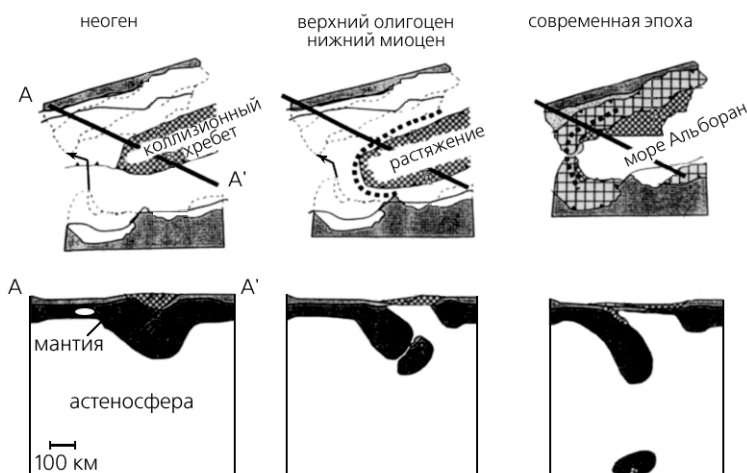 неоген
верхний олигоцен
нижний миоцен
современная эпоха
А
коллизионный
хребет
А'
растяжение
море Альборан
А
А'
мантия
астеносфера
100 км